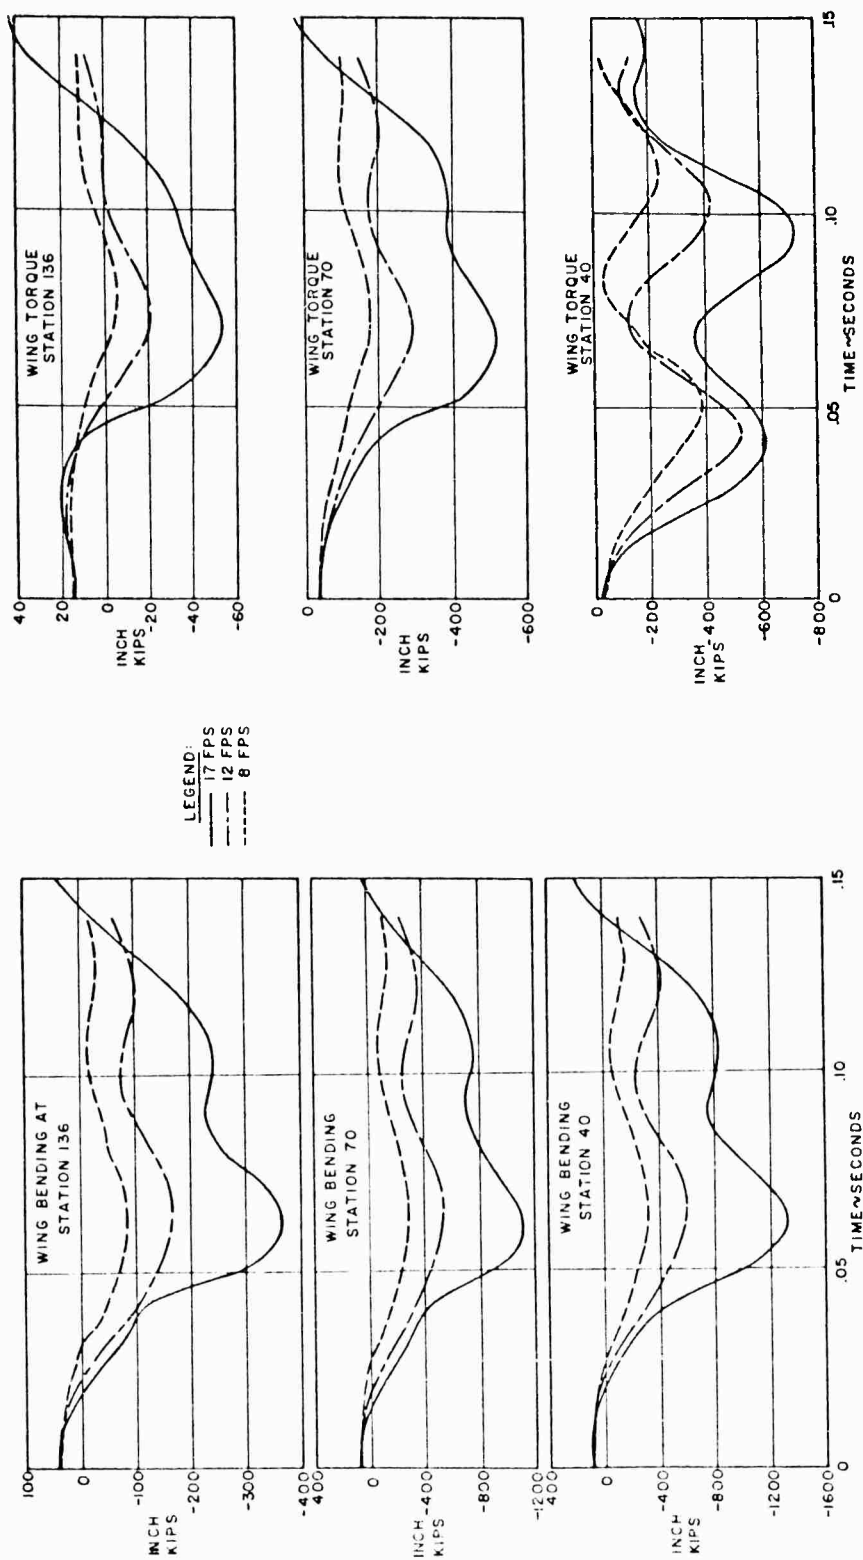 WING BENDING AT
STATION 136
100
0
-100
-200
-300
-400
INCH
KIPS
WING BENDING
STATION 70
400
0
-400
-800
-1200
INCH
KIPS
WING BENDING
STATION 40
400
0
-400
-800
-1200
-1600
INCH
KIPS
0
.05
.10
.15
TIME~SECONDS
LEGEND:
17 FPS
12 FPS
8 FPS
WING TORQUE
STATION 136
40
20
0
-20
-40
-60
INCH
KIPS
WING TORQUE
STATION 70
0
-200
-400
-600
INCH
KIPS
WING TORQUE
STATION 40
0
-200
-400
-600
-800
INCH
KIPS
0
.05
.10
.15
TIME~SECONDS